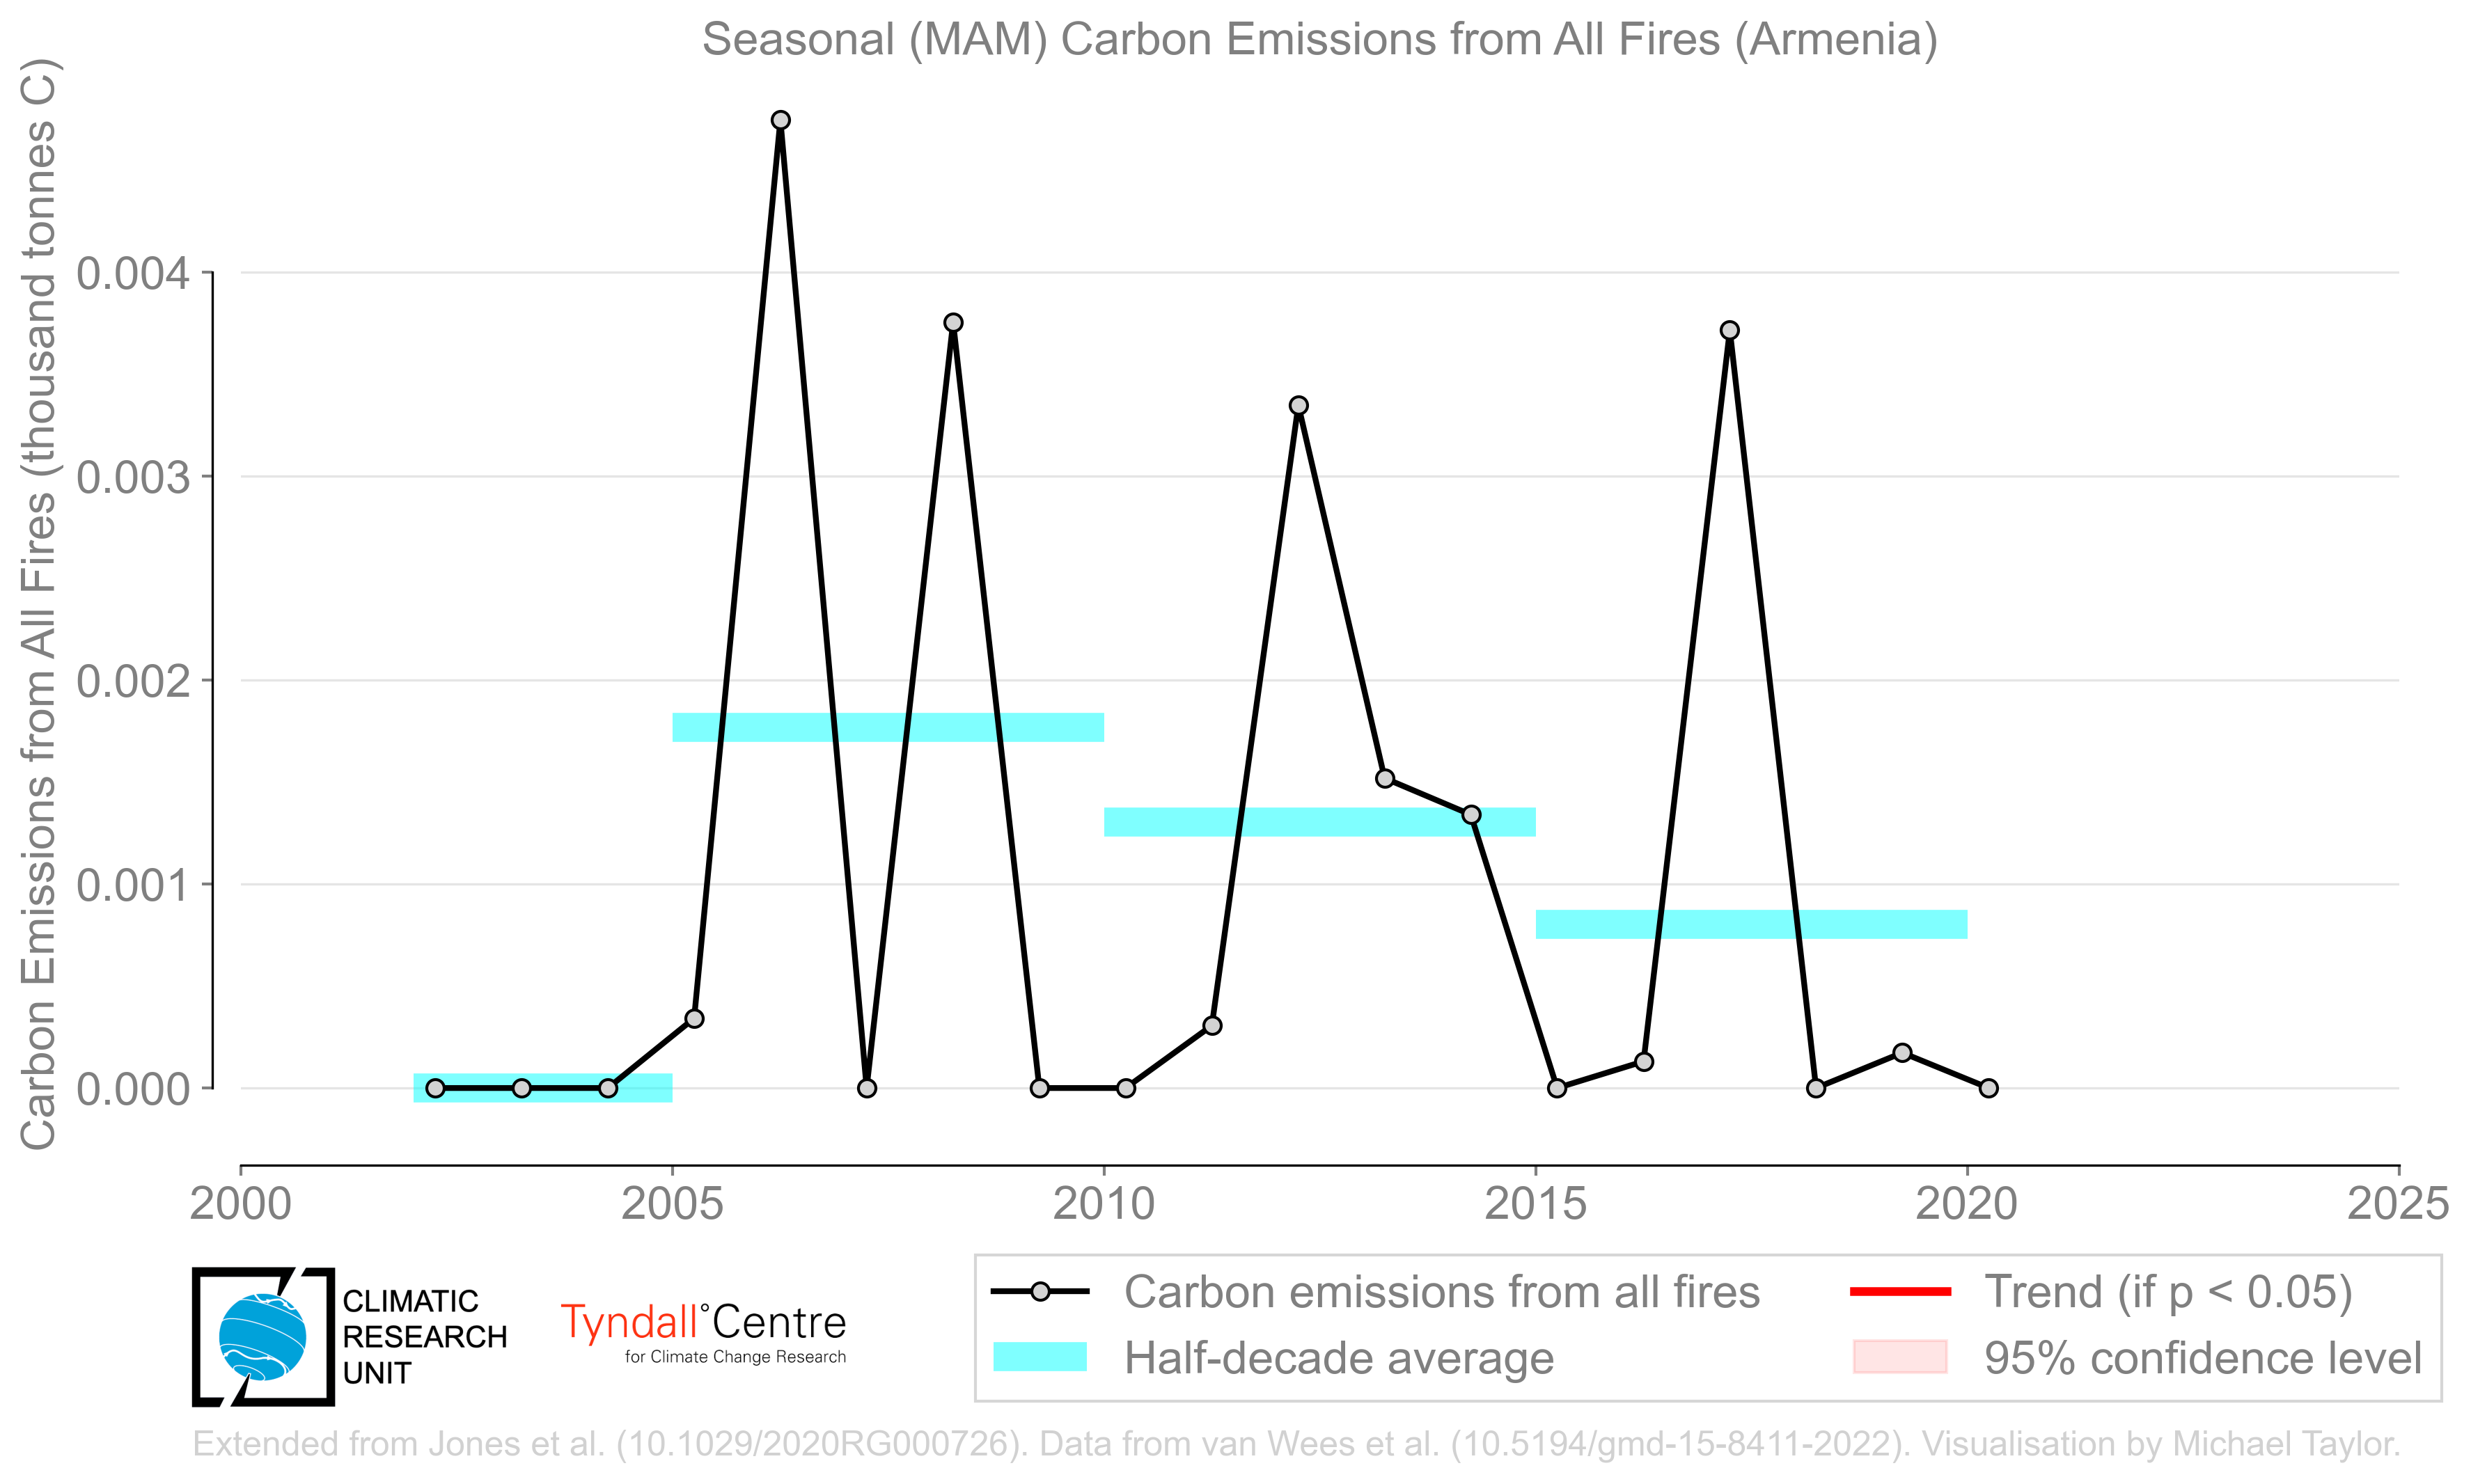 Seasonal (MAM) Carbon Emissions from All Fires (Armenia)
Carbon Emissions from All Fires (thousand tonnes C)
0.004
0.003
0.002
0.001
0.000
2000 2005 2010 2015 2020 2025
CLIMATIC
RESEARCH
UNIT
Tyndall°Centre
for Climate Change Research
Carbon emissions from all fires
Half-decade average
Trend (if p < 0.05)
95% confidence level
Extended from Jones et al. (10.1029/2020RG000726). Data from van Wees et al. (10.5194/gmd-15-8411-2022). Visualisation by Michael Taylor.